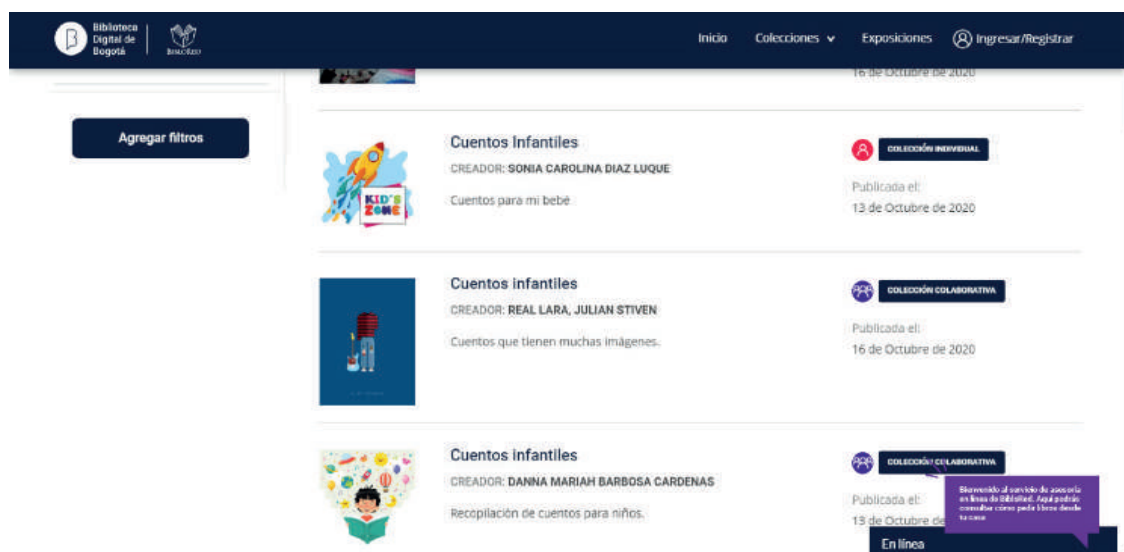 Biblioteca
Digital de
Bogotá
BIBLORED
Inicio Colecciones Exposiciones Ingresar/Registrar
16 de Octubre de 2020
Agregar filtros
Cuentos Infantiles
CREADOR: SONIA CAROLINA DIAZ LUQUE
Cuentos para mi bebé
KID'S
ZONE
COLECCIÓN INDIVIDUAL
Publicada el:
13 de Octubre de 2020
Cuentos infantiles
CREADOR: REAL LARA, JULIAN STIVEN
Cuentos que tienen muchas imágenes.
COLECCIÓN COLABORATIVA
Publicada el:
16 de Octubre de 2020
Cuentos infantiles
CREADOR: DANNA MARIAH BARBOSA CARDENAS
Recopilación de cuentos para niños.
COLECCIÓN COLABORATIVA
Publicada el:
13 de Octubre de
Bienvenido al servicio de asesoría
en línea de BibloRed. Aquí podrás
consultar cómo pedir libros desde
tu casa
En línea